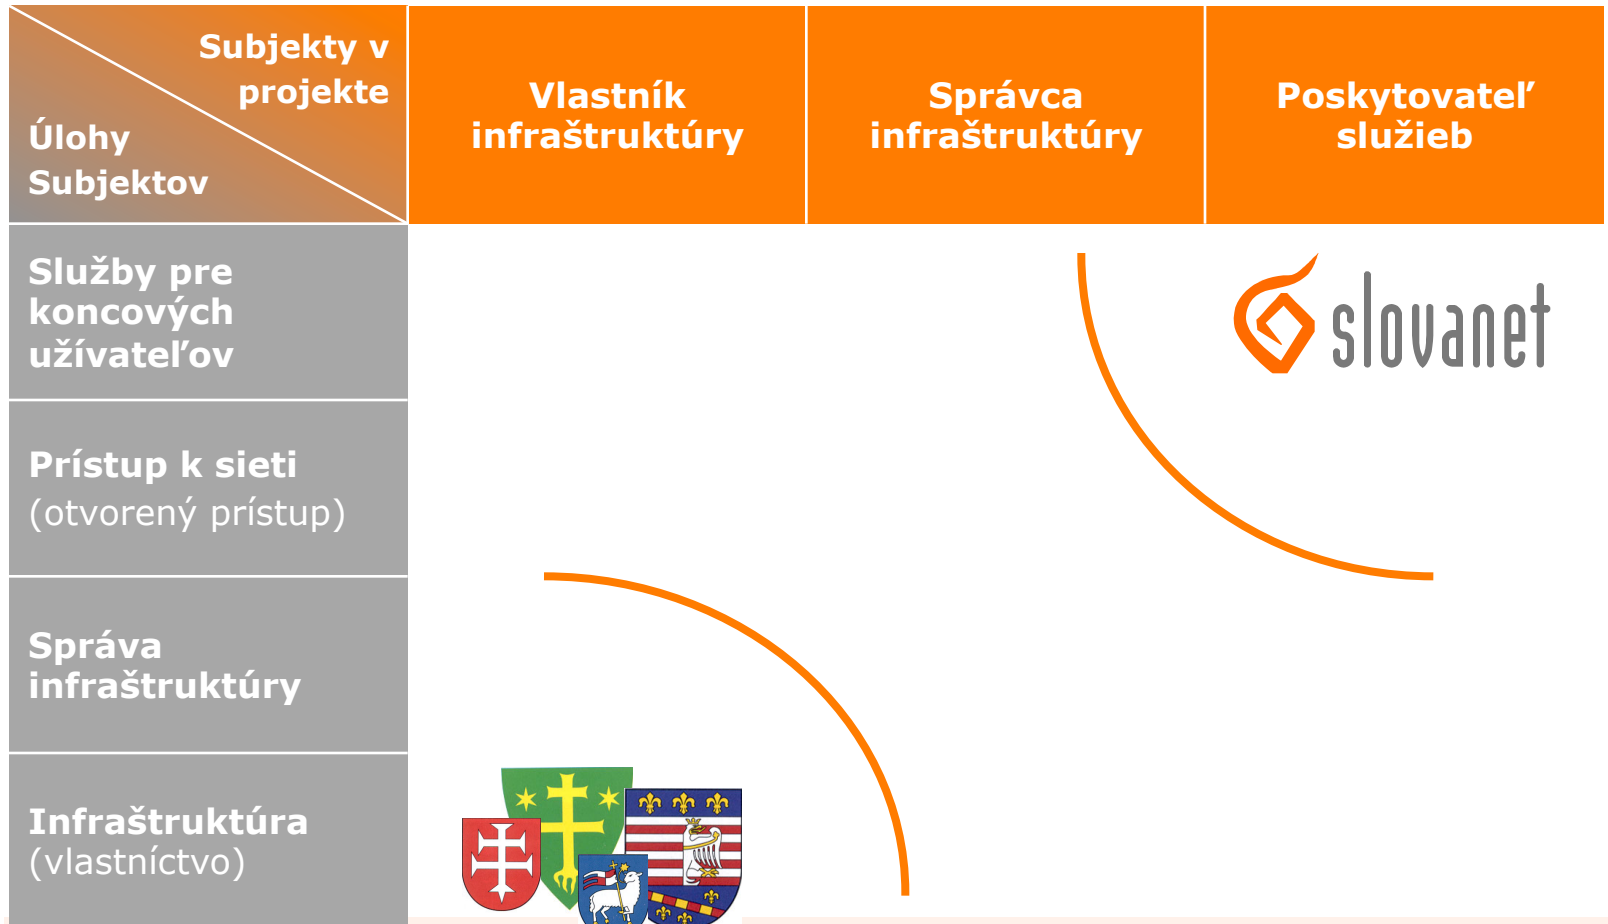 Subjekty v
projekte
Úlohy
Subjektov
Vlastník
infraštruktúry
Správca
infraštruktúry
Poskytovateľ
služieb
Služby pre
koncových
užívateľov
slovanet
Prístup k sieti
(otvorený prístup)
Správa
infraštruktúry
Infraštruktúra
(vlastníctvo)